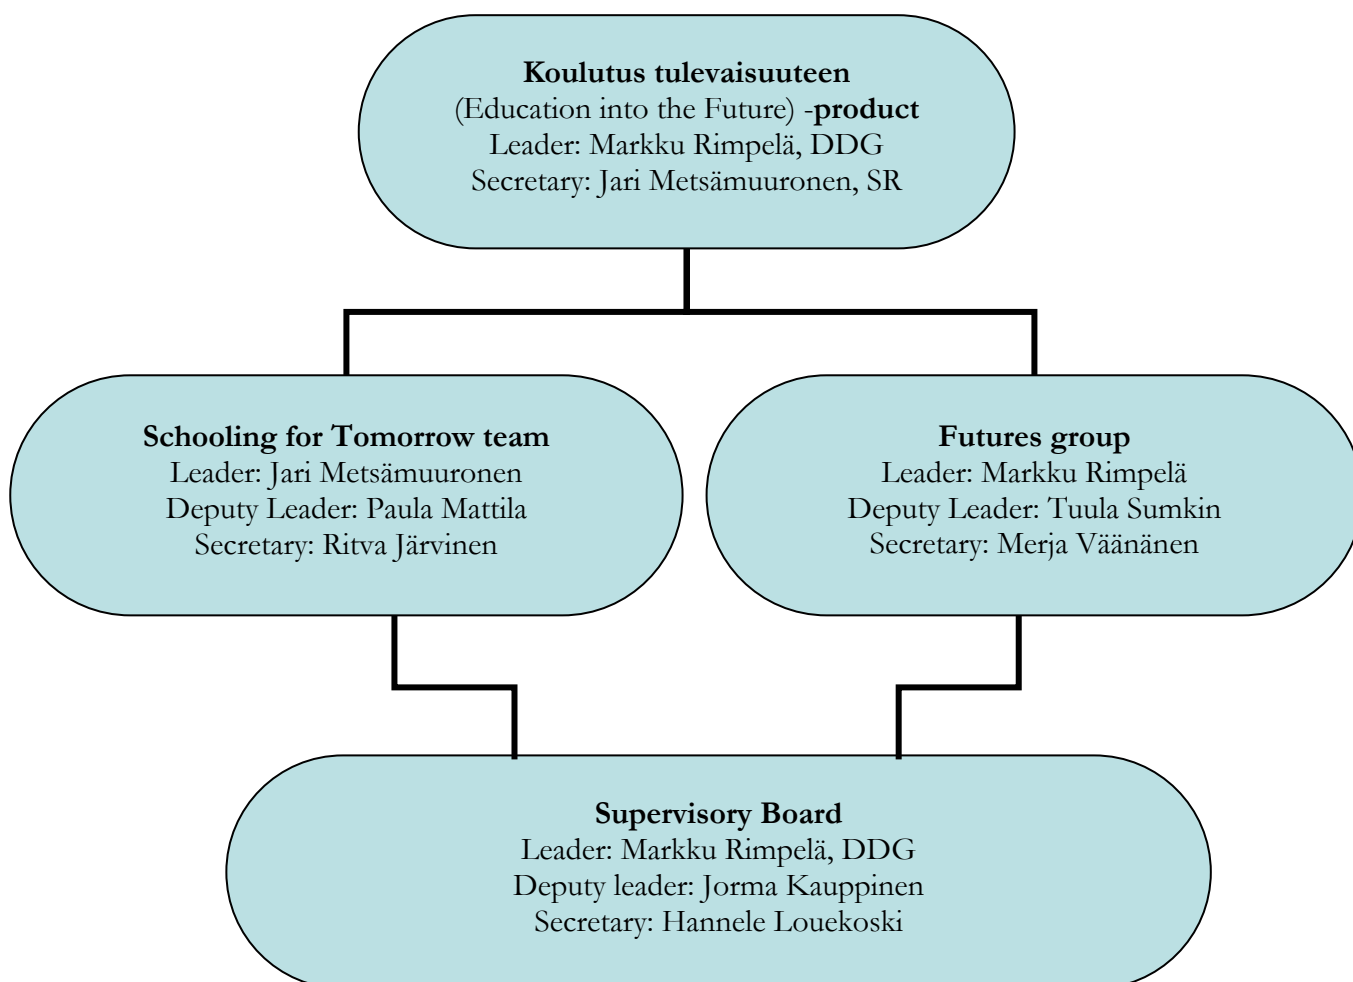 Koulutus tulevaisuuteen
(Education into the Future) -product
Leader: Markku Rimpelä, DDG
Secretary: Jari Metsämuuronen, SR
Schooling for Tomorrow team
Leader: Jari Metsämuuronen
Deputy Leader: Paula Mattila
Secretary: Ritva Järvinen
Futures group
Leader: Markku Rimpelä
Deputy Leader: Tuula Sumkin
Secretary: Merja Väänänen
Supervisory Board
Leader: Markku Rimpelä, DDG
Deputy leader: Jorma Kauppinen
Secretary: Hannele Louekoski